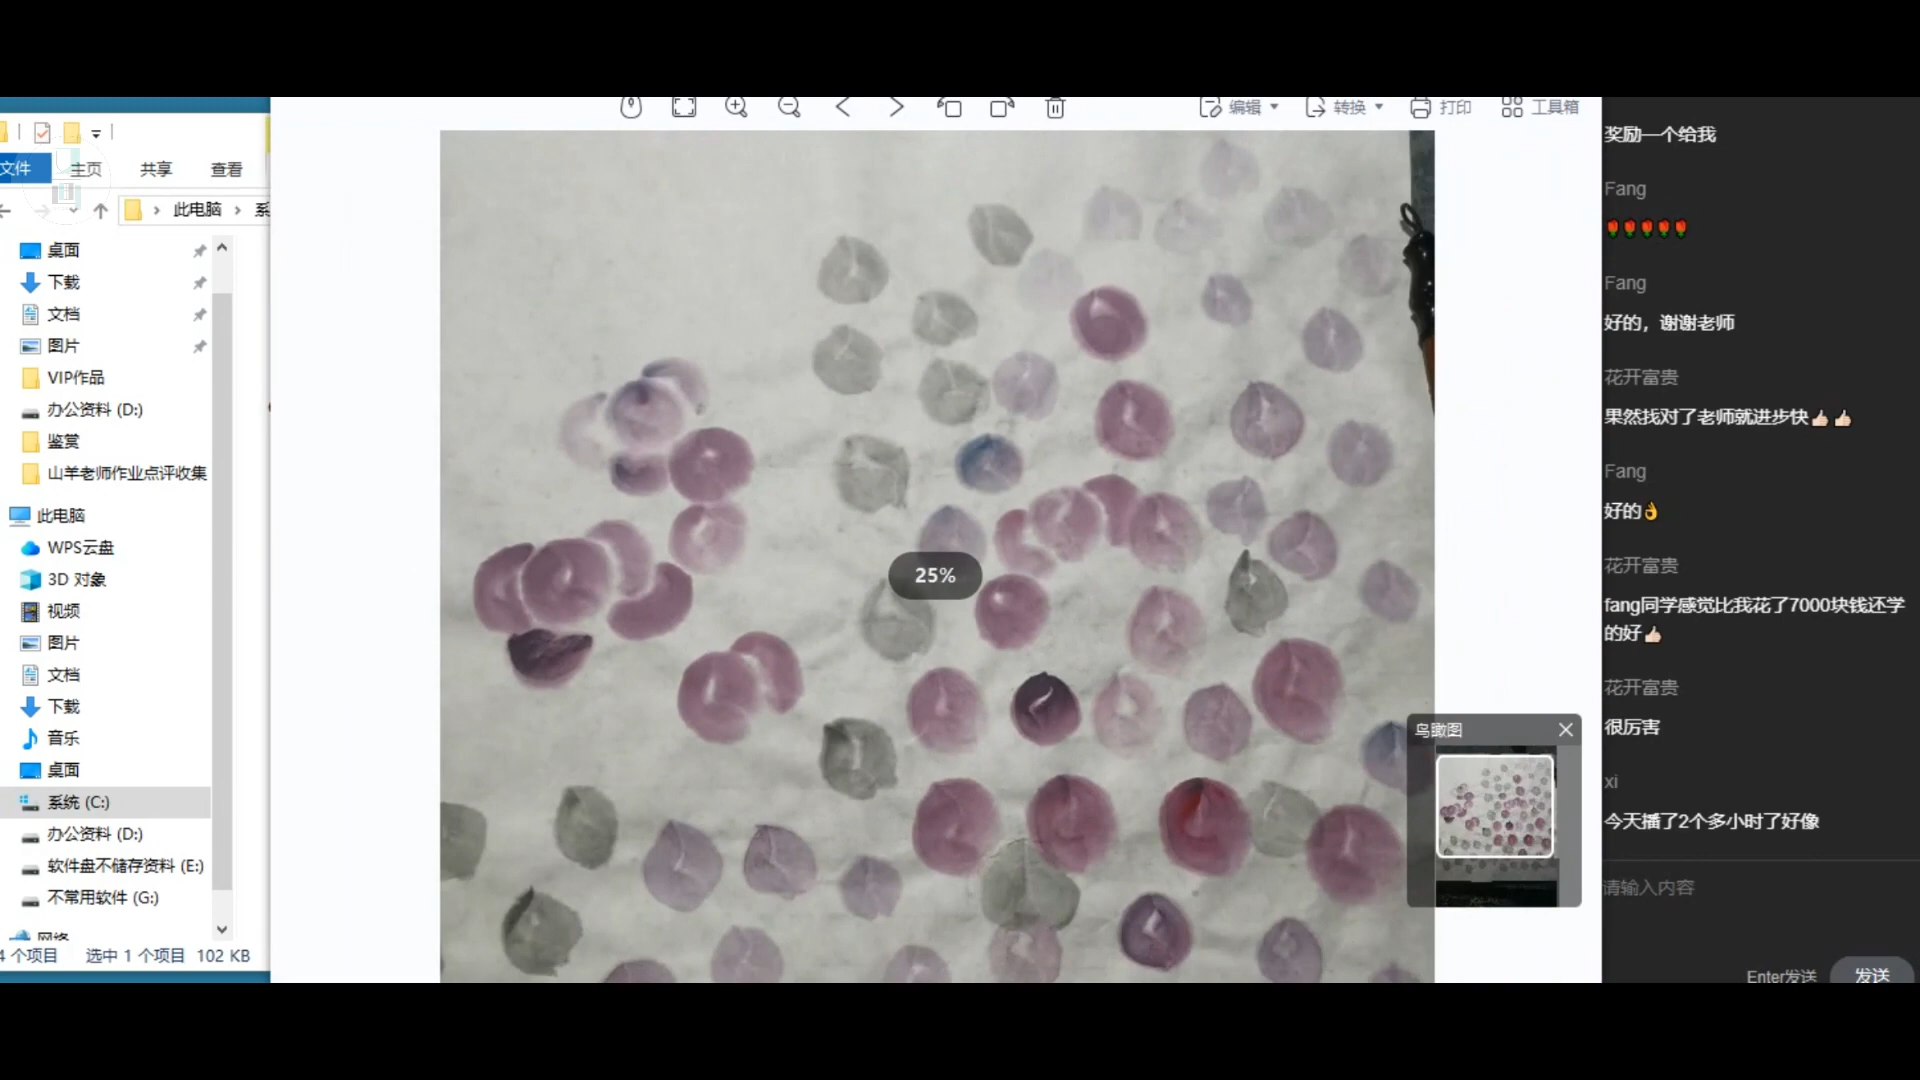 编辑 转换 打印 工具箱
文件 主页 共享 查看
此电脑
桌面
下载
文档
图片
VIP作品
办公资料 (D:)
鉴赏
山羊老师作业点评收集
此电脑
WPS云盘
3D 对象
视频
图片
文档
下载
音乐
桌面
系统 (C:)
办公资料 (D:)
软件盘不储存资料 (E:)
不常用软件 (G:)
网络
4 个项目 选中 1 个项目 102 KB
25%
鸟瞰图
奖励一个给我
Fang
Fang
好的，谢谢老师
花开富贵
果然找对了老师就进步快
Fang
好的
花开富贵
fang同学感觉比我花了7000块钱还学
的好
花开富贵
很厉害
xi
今天播了2个多小时了好像
请输入内容
Enter发送 发送